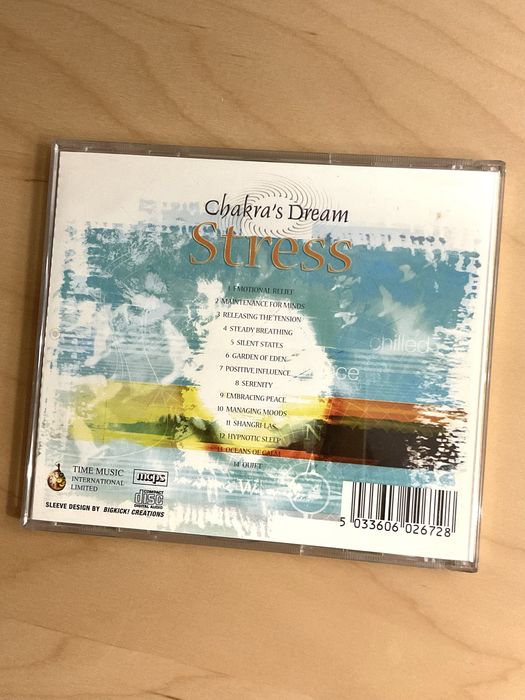 Chakra's Dream
Stress
1 EMOTIONAL RELIEF
2 MAINTENANCE FOR MINDS
3 RELEASING THE TENSION
4 STEADY BREATHING
5 SILENT STATES
6 GARDEN OF EDEN
7 POSITIVE INFLUENCE
8 SERENITY
9 EMBRACING PEACE
10 MANAGING MOODS
11 SHANGRI LAS
12 HYPNOTIC SLEEP
13 OCEANS OF CALM
14 QUIET
chilled
TIME MUSIC
INTERNATIONAL
LIMITED
mcps
COMPACT
disc
DIGITAL AUDIO
SLEEVE DESIGN BY BIGKICK! CREATIONS
5 033606 026728